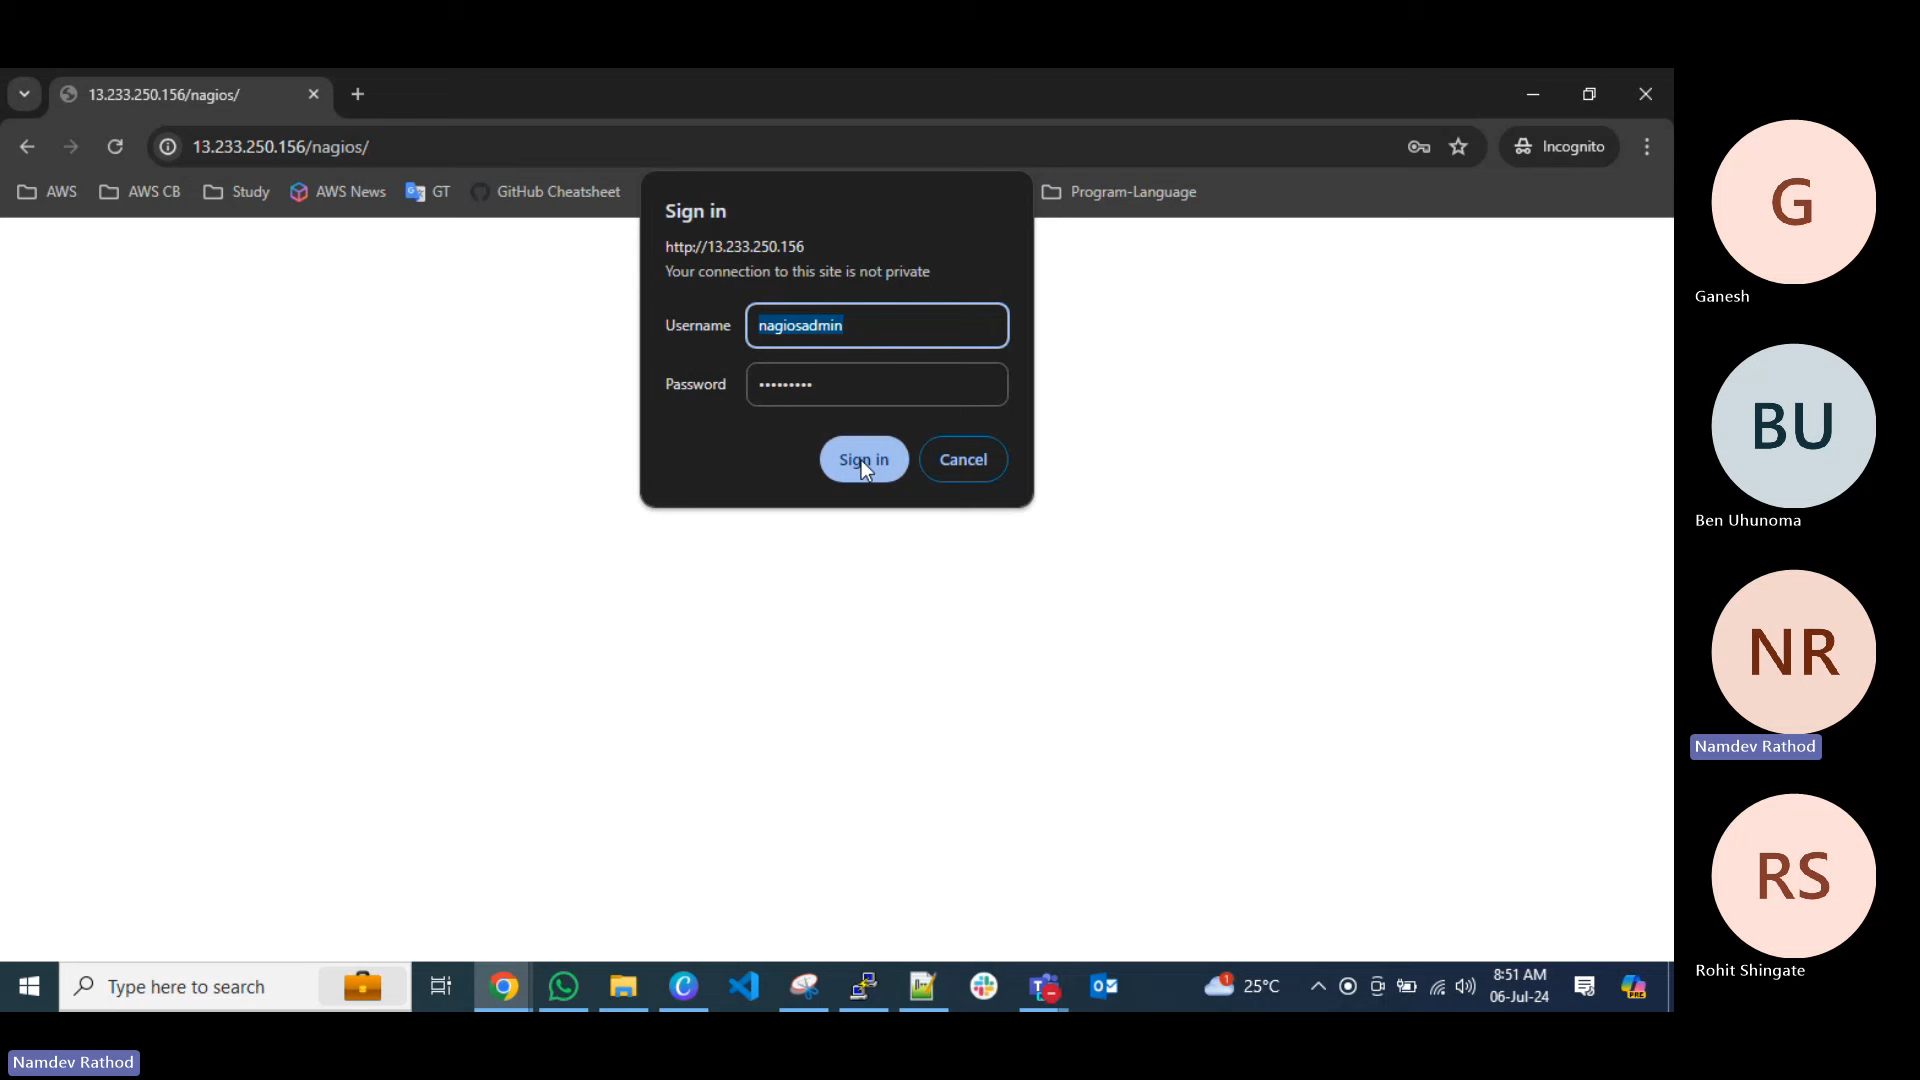 13.233.250.156/nagios/
13.233.250.156/nagios/
Incognito
AWS
AWS CB
Study
AWS News
GT
GitHub Cheatsheet
Program-Language
Sign in
http://13.233.250.156
Your connection to this site is not private
Username
nagiosadmin
Password
•••••••••
Sign in
Cancel
G
Ganesh
BU
Ben Uhunoma
NR
Namdev Rathod
RS
Rohit Shingate
Type here to search
1
25°C
8:51 AM
06-Jul-24
PRE
Namdev Rathod